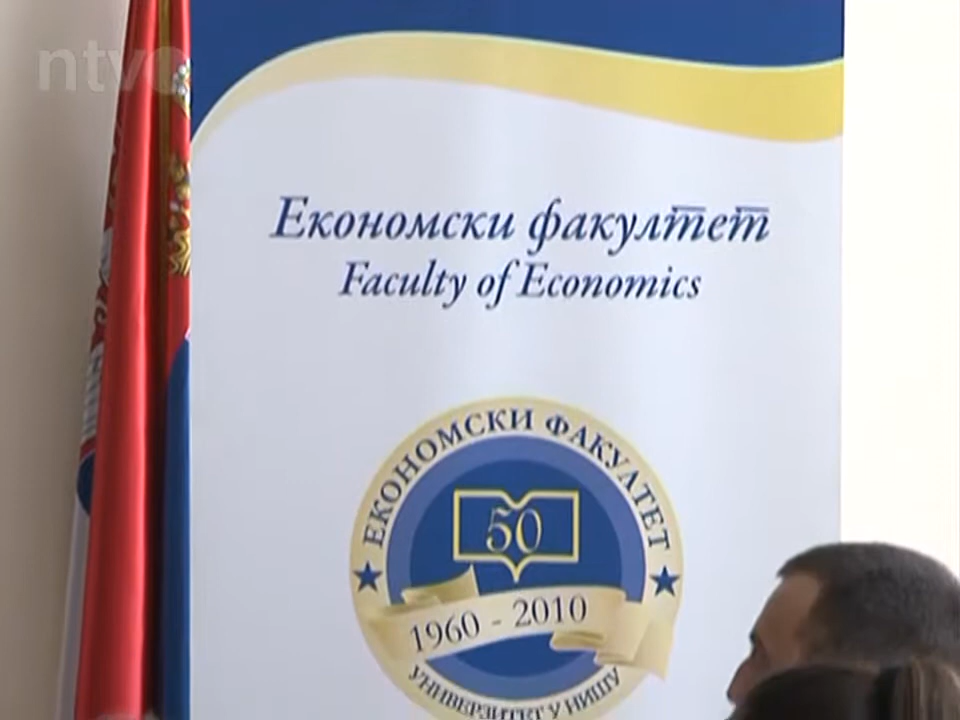 ntv
Економски факултет
Faculty of Economics
ЕКОНОМСКИ ФАКУЛТЕТ
50
1960 - 2010
УНИВЕРЗИТЕТ У НИШУ